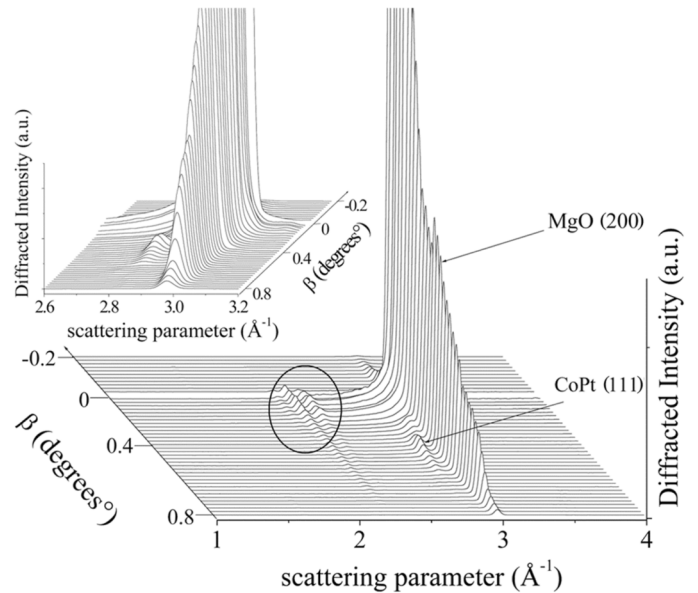 Diffracted Intensity (a.u.)
-0.2
0
0.4
0.8
β (degrees°)
2.6 2.8 3.0 3.2
scattering parameter (Å-1)
MgO (200)
CoPt (111)
-0.2
0
0.4
0.8
β (degrees°)
1 2 3 4
scattering parameter (Å-1)
Diffracted Intensity (a.u.)